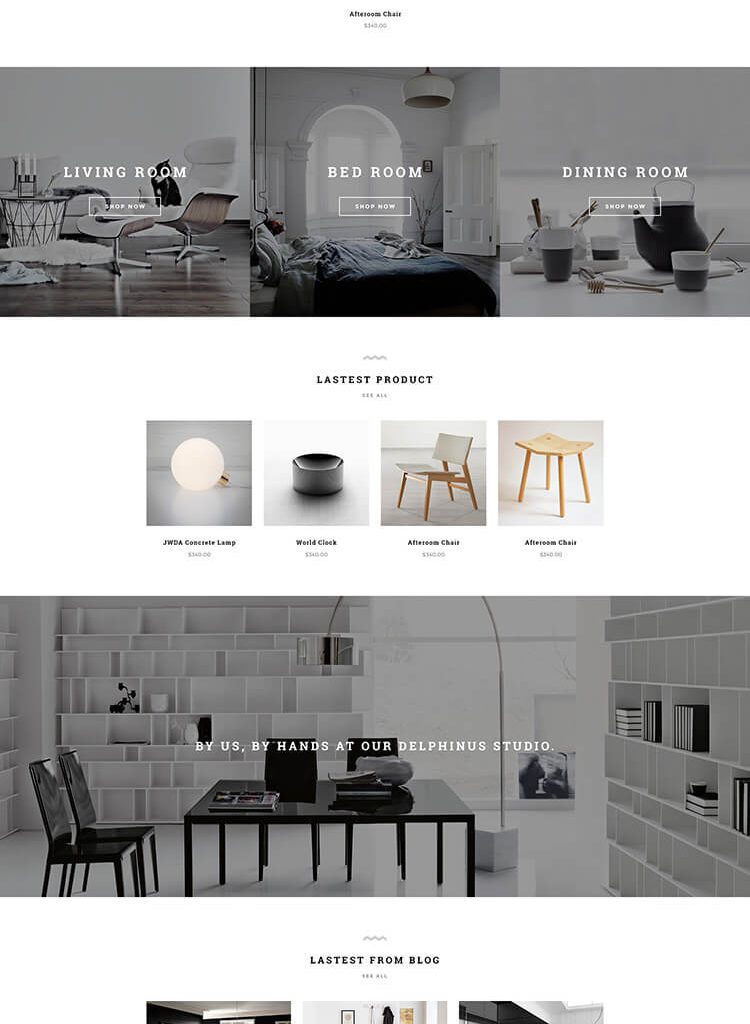 Afteroom Chair
$340.00
LIVING ROOM
SHOP NOW
BED ROOM
SHOP NOW
DINING ROOM
SHOP NOW
LASTEST PRODUCT
SEE ALL
JWDA Concrete Lamp
$340.00
World Clock
$340.00
Afteroom Chair
$340.00
Afteroom Chair
$340.00
BY US, BY HANDS AT OUR DELPHINUS STUDIO.
LASTEST FROM BLOG
SEE ALL